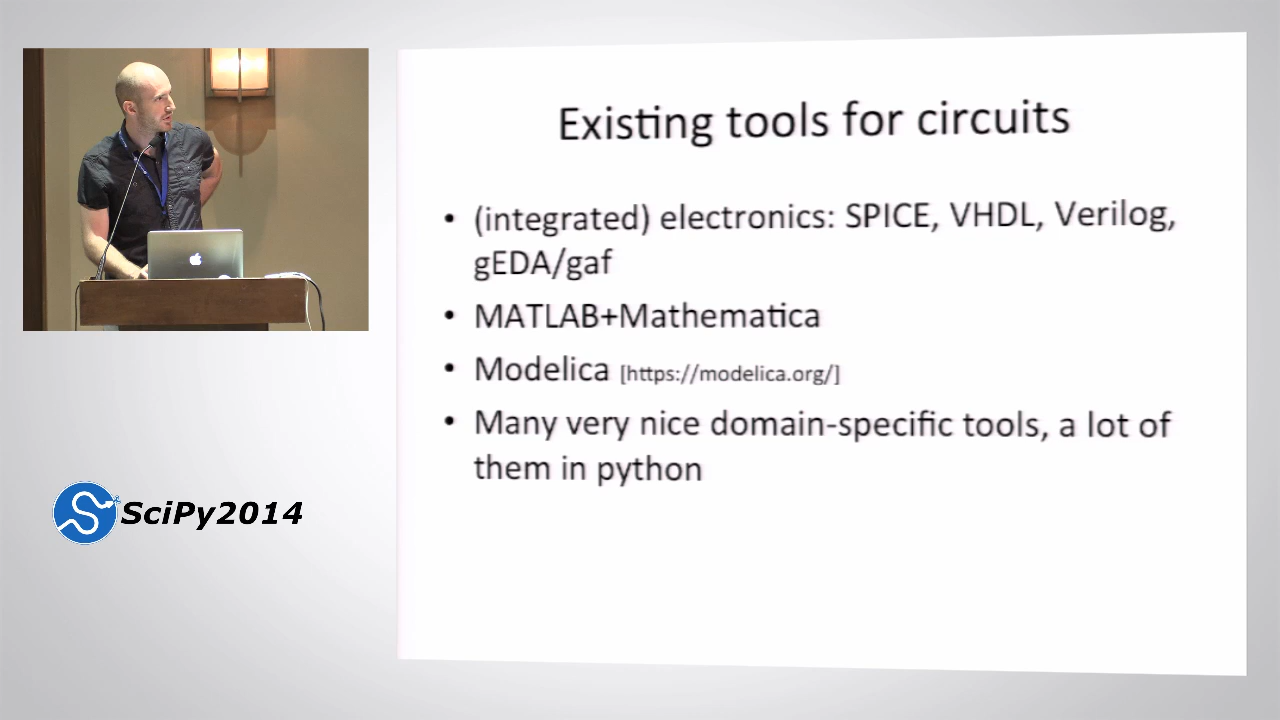 Existing tools for circuits
• (integrated) electronics: SPICE, VHDL, Verilog,
gEDA/gaf
• MATLAB+Mathematica
• Modelica [https://modelica.org/]
• Many very nice domain-specific tools, a lot of
them in python
SciPy2014